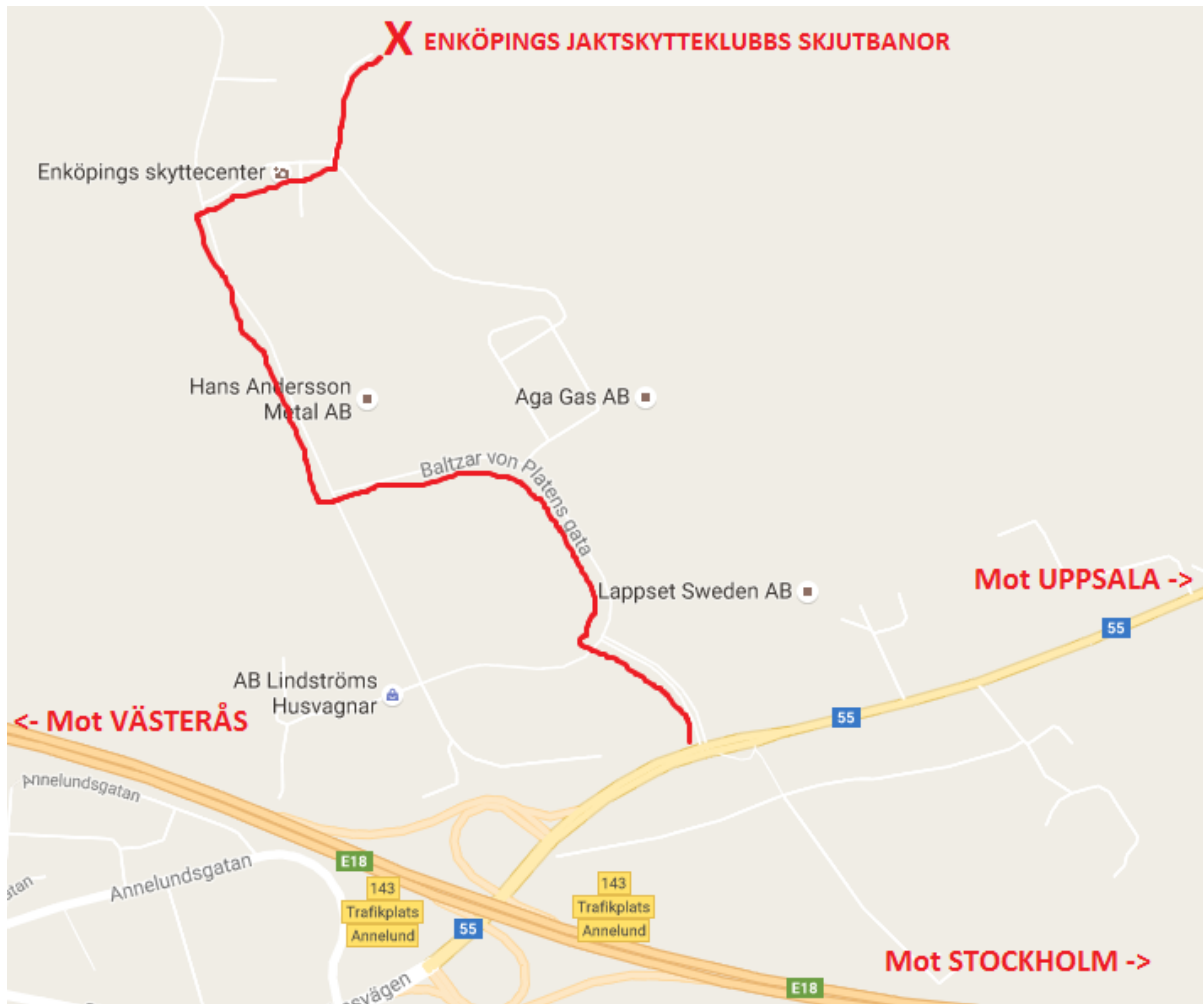 X ENKÖPINGS JAKTSKYTTEKLUBBS SKJUTBANOR
Enköpings skyttecenter
Hans Andersson
Metal AB
Aga Gas AB
Baltzar von Platens gata
Lappset Sweden AB
Mot UPPSALA ->
55
AB Lindströms
Husvagnar
<- Mot VÄSTERÅS
55
Annelundsgatan
Annelundsgatan
E18
143
Trafikplats
Annelund
143
Trafikplats
Annelund
55
Mot STOCKHOLM ->
E18